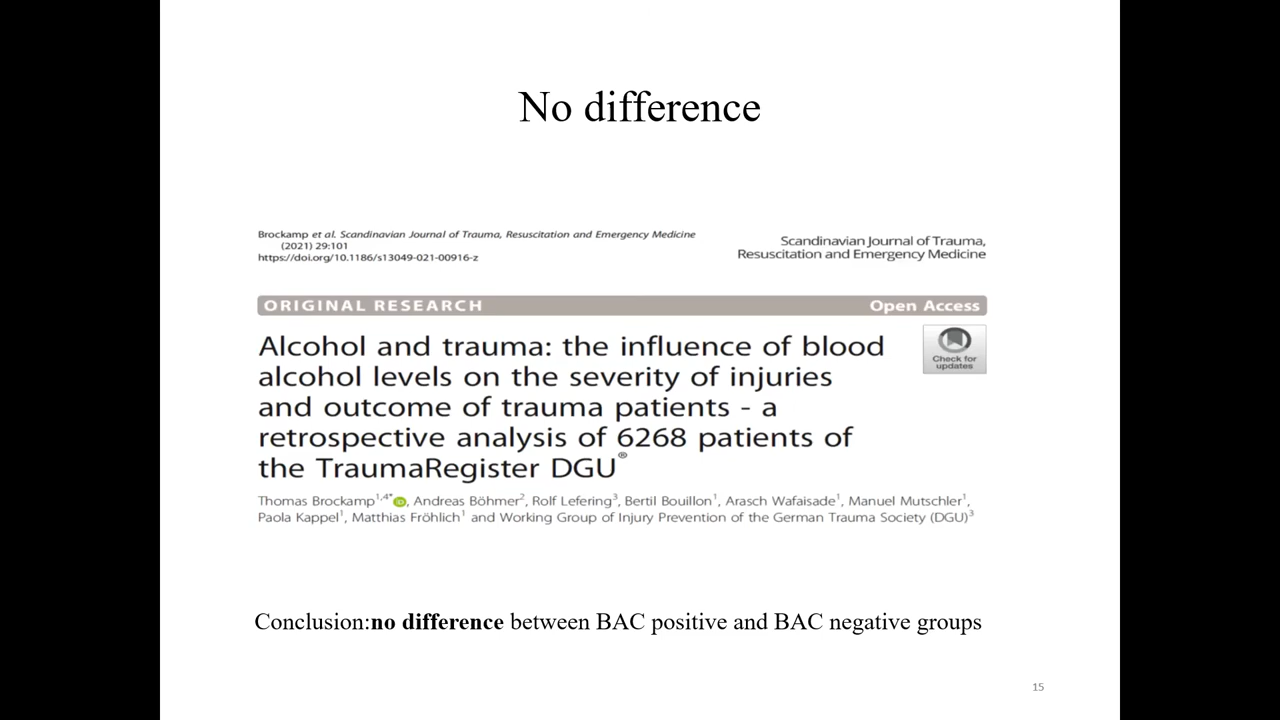 No difference
Brockamp et al. Scandinavian Journal of Trauma, Resuscitation and Emergency Medicine
(2021) 29:101
https://doi.org/10.1186/s13049-021-00916-z
Scandinavian Journal of Trauma,
Resuscitation and Emergency Medicine
ORIGINAL RESEARCH
Open Access
Alcohol and trauma: the influence of blood
alcohol levels on the severity of injuries
and outcome of trauma patients - a
retrospective analysis of 6268 patients of
the TraumaRegister DGU®
Check for
updates
Thomas Brockamp1,4*, Andreas Böhmer2, Rolf Lefering3, Bertil Bouillon1, Arasch Wafaisade1, Manuel Mutschler1,
Paola Kappel1, Matthias Fröhlich1 and Working Group of Injury Prevention of the German Trauma Society (DGU)3
Conclusion:no difference between BAC positive and BAC negative groups
15